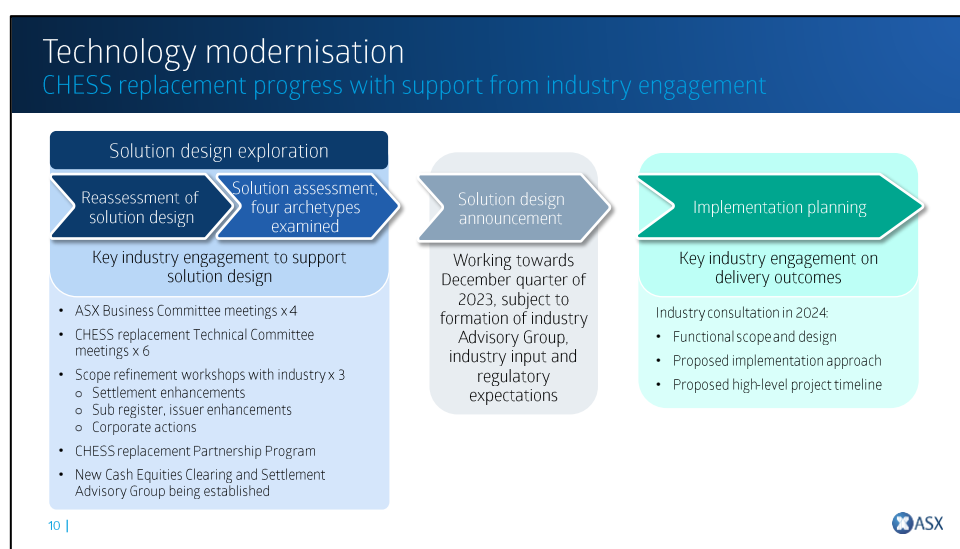 Technology modernisation
CHESS replacement progress with support from industry engagement
Solution design exploration
Reassessment of
solution design
Solution assessment,
four archetypes
examined
Key industry engagement to support
solution design
• ASX Business Committee meetings x 4
• CHESS replacement Technical Committee
meetings x 6
• Scope refinement workshops with industry x 3
o Settlement enhancements
o Sub register, issuer enhancements
o Corporate actions
• CHESS replacement Partnership Program
• New Cash Equities Clearing and Settlement
Advisory Group being established
Solution design
announcement
Working towards
December quarter of
2023, subject to
formation of industry
Advisory Group,
industry input and
regulatory
expectations
Implementation planning
Key industry engagement on
delivery outcomes
Industry consultation in 2024:
• Functional scope and design
• Proposed implementation approach
• Proposed high-level project timeline
10 |
ASX